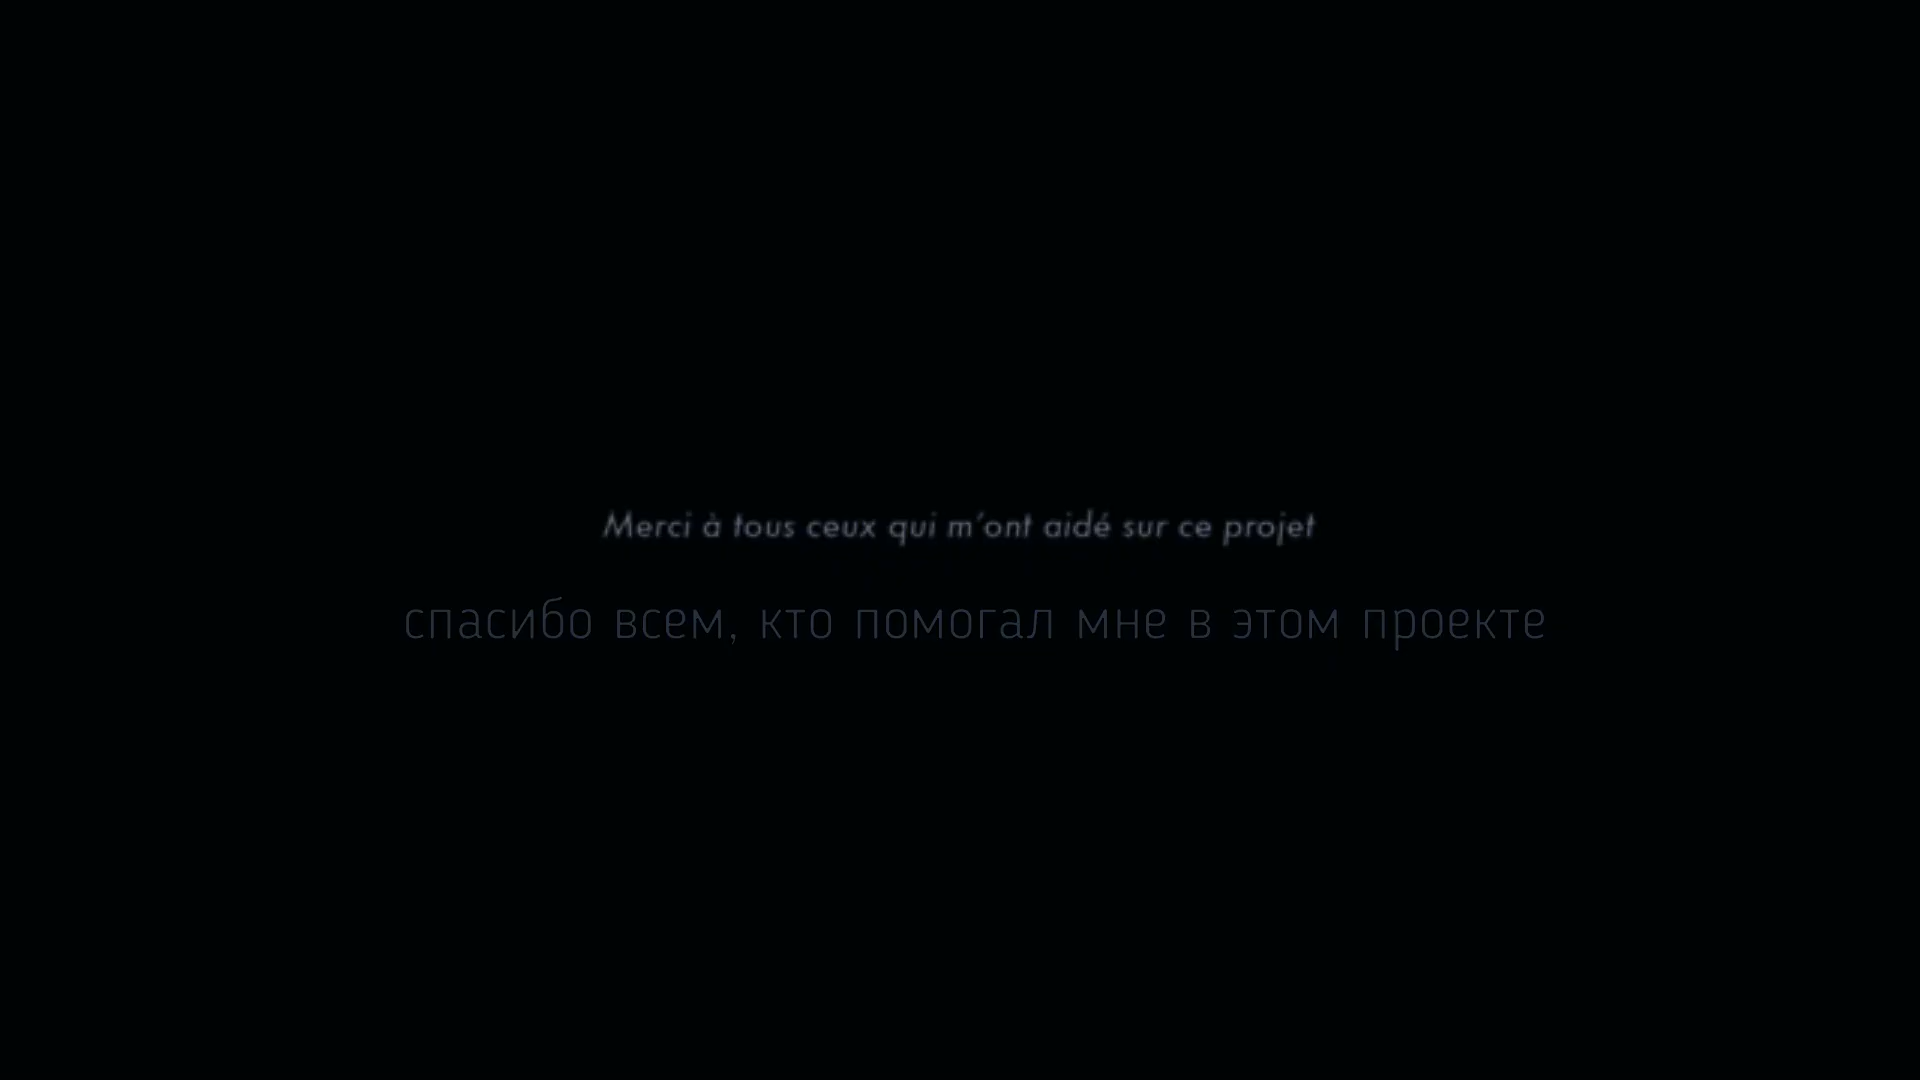 Merci à tous ceux qui m'ont aidé sur ce projet
спасибо всем, кто помогал мне в этом проекте